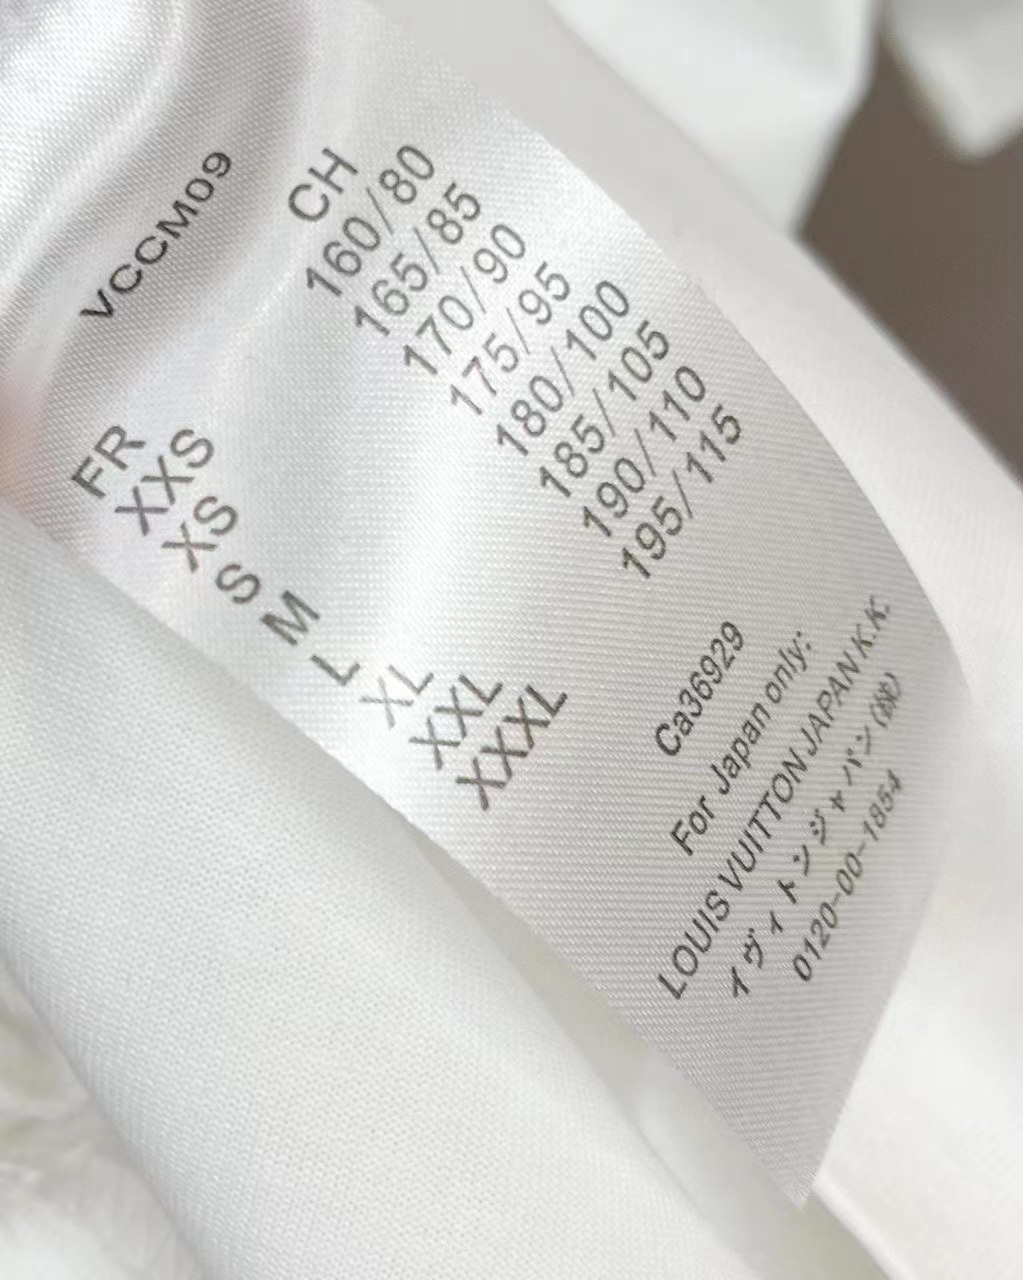 VCCM09
FR CH
XXS 160/80
XS 165/85
S 170/90
M 175/95
L 180/100
XL 185/105
XXL 190/110
XXXL 195/115
Ca36929
For Japan only:
LOUIS VUITTON JAPAN K.K.
イヴィトンジャパン
0120-00-1854